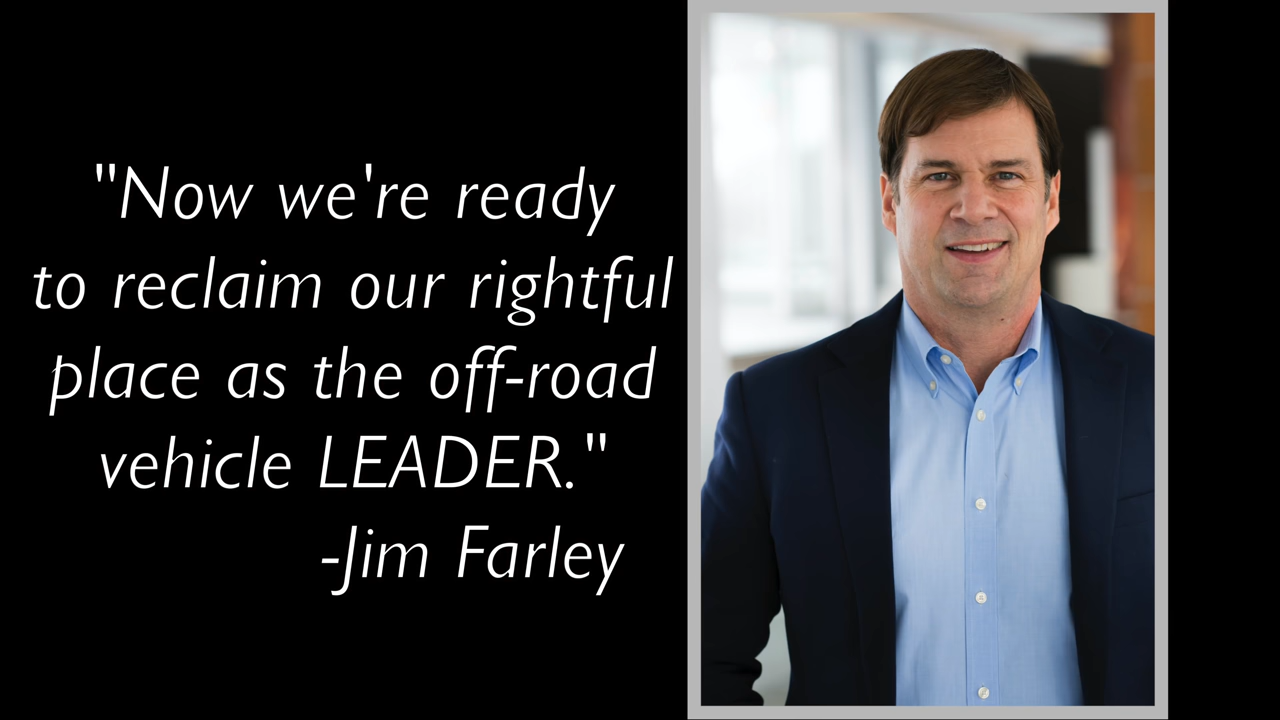 "Now we're ready
to reclaim our rightful
place as the off-road
vehicle LEADER."
-Jim Farley